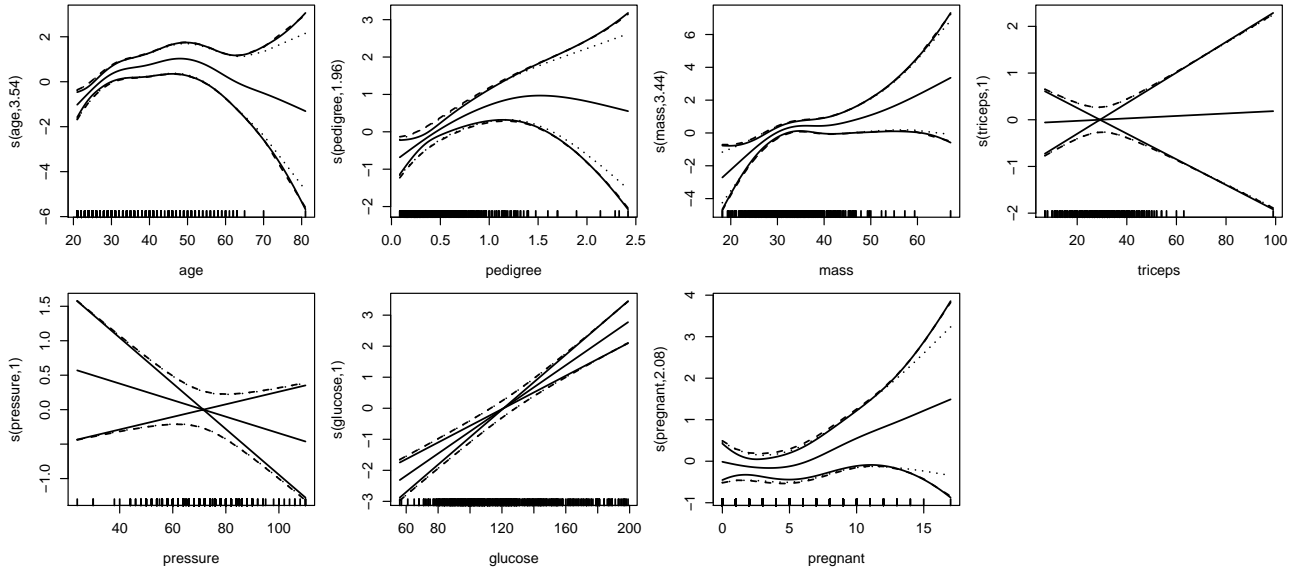 s(age,3.54)
2
0
−2
−4
−6
20 30 40 50 60 70 80
age
s(pedigree,1.96)
3
2
1
0
−1
−2
0.0 0.5 1.0 1.5 2.0 2.5
pedigree
s(mass,3.44)
6
4
2
0
−2
−4
20 30 40 50 60
mass
s(triceps,1)
2
1
0
−1
−2
20 40 60 80 100
triceps
s(pressure,1)
1.5
1.0
0.5
0.0
−1.0
40 60 80 100
pressure
s(glucose,1)
3
2
1
0
−1
−2
−3
60 80 120 160 200
glucose
s(pregnant,2.08)
4
3
2
1
0
−1
0 5 10 15
pregnant